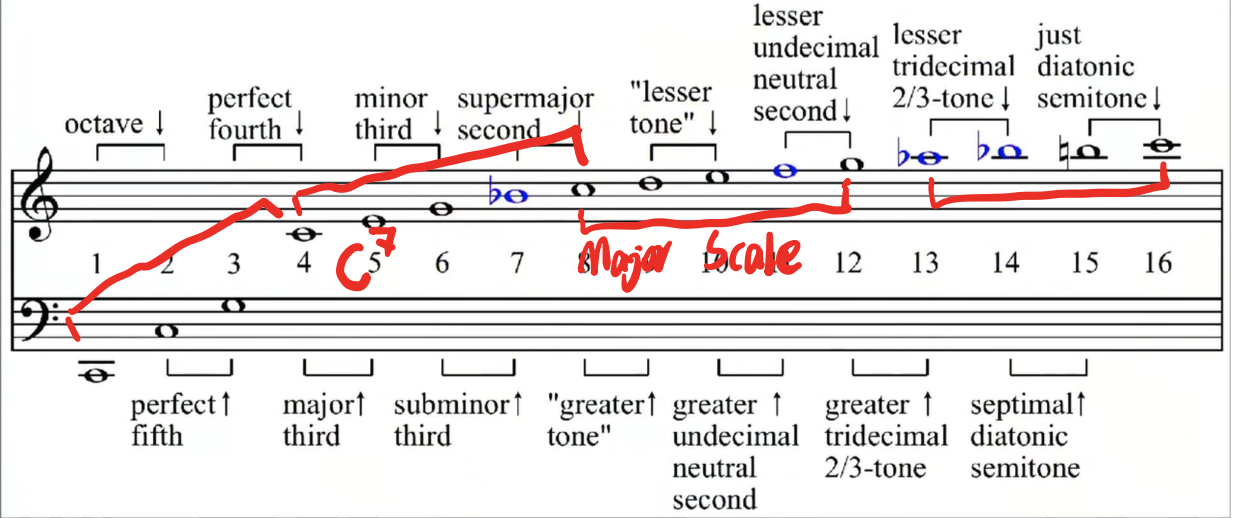 octave ↓
perfect
fourth ↓
minor
third ↓
supermajor
second ↓
"lesser
tone" ↓
lesser
undecimal
neutral
second↓
lesser
tridecimal
2/3-tone↓
just
diatonic
semitone↓
1 2 3 4 5 6 7 8 9 10 11 12 13 14 15 16
C7
Major Scale
perfect↑
fifth
major↑
third
subminor↑
third
"greater↑
tone"
greater ↑
undecimal
neutral
second
greater ↑
tridecimal
2/3-tone
septimal↑
diatonic
semitone